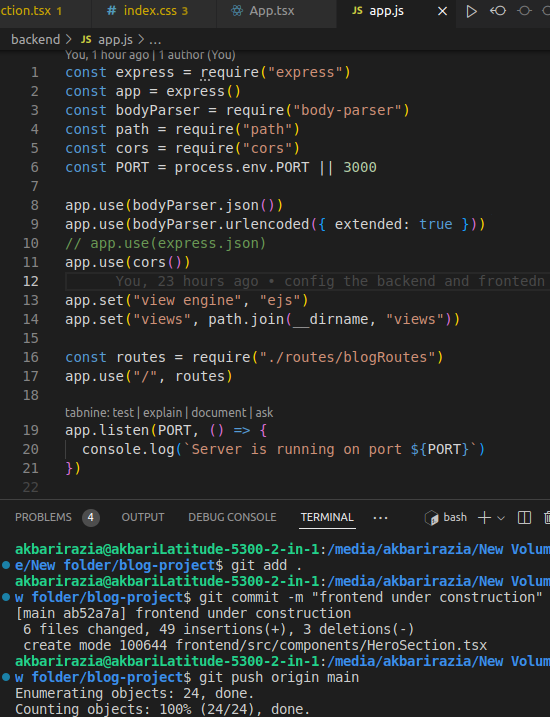 ction.tsx 1 # index.css 3 App.tsx JS app.js
backend > JS app.js > ...
You, 1 hour ago | 1 author (You)
1 const express = require("express")
2 const app = express()
3 const bodyParser = require("body-parser")
4 const path = require("path")
5 const cors = require("cors")
6 const PORT = process.env.PORT || 3000
7
8 app.use(bodyParser.json())
9 app.use(bodyParser.urlencoded({ extended: true }))
10 // app.use(express.json)
11 app.use(cors())
12 You, 23 hours ago • config the backend and frontedn
13 app.set("view engine", "ejs")
14 app.set("views", path.join(__dirname, "views"))
15
16 const routes = require("./routes/blogRoutes")
17 app.use("/", routes)
18
tabnine: test | explain | document | ask
19 app.listen(PORT, () => {
20 console.log(`Server is running on port ${PORT}`)
21 })
22
PROBLEMS 4 OUTPUT DEBUG CONSOLE TERMINAL ... bash
akbarirazia@akbariLatitude-5300-2-in-1:/media/akbarirazia/New Volum
e/New folder/blog-project$ git add .
akbarirazia@akbariLatitude-5300-2-in-1:/media/akbarirazia/New Volume/Ne
w folder/blog-project$ git commit -m "frontend under construction"
[main ab52a7a] frontend under construction
6 files changed, 49 insertions(+), 3 deletions(-)
create mode 100644 frontend/src/components/HeroSection.tsx
akbarirazia@akbariLatitude-5300-2-in-1:/media/akbarirazia/New Volum
w folder/blog-project$ git push origin main
Enumerating objects: 24, done.
Counting objects: 100% (24/24), done.